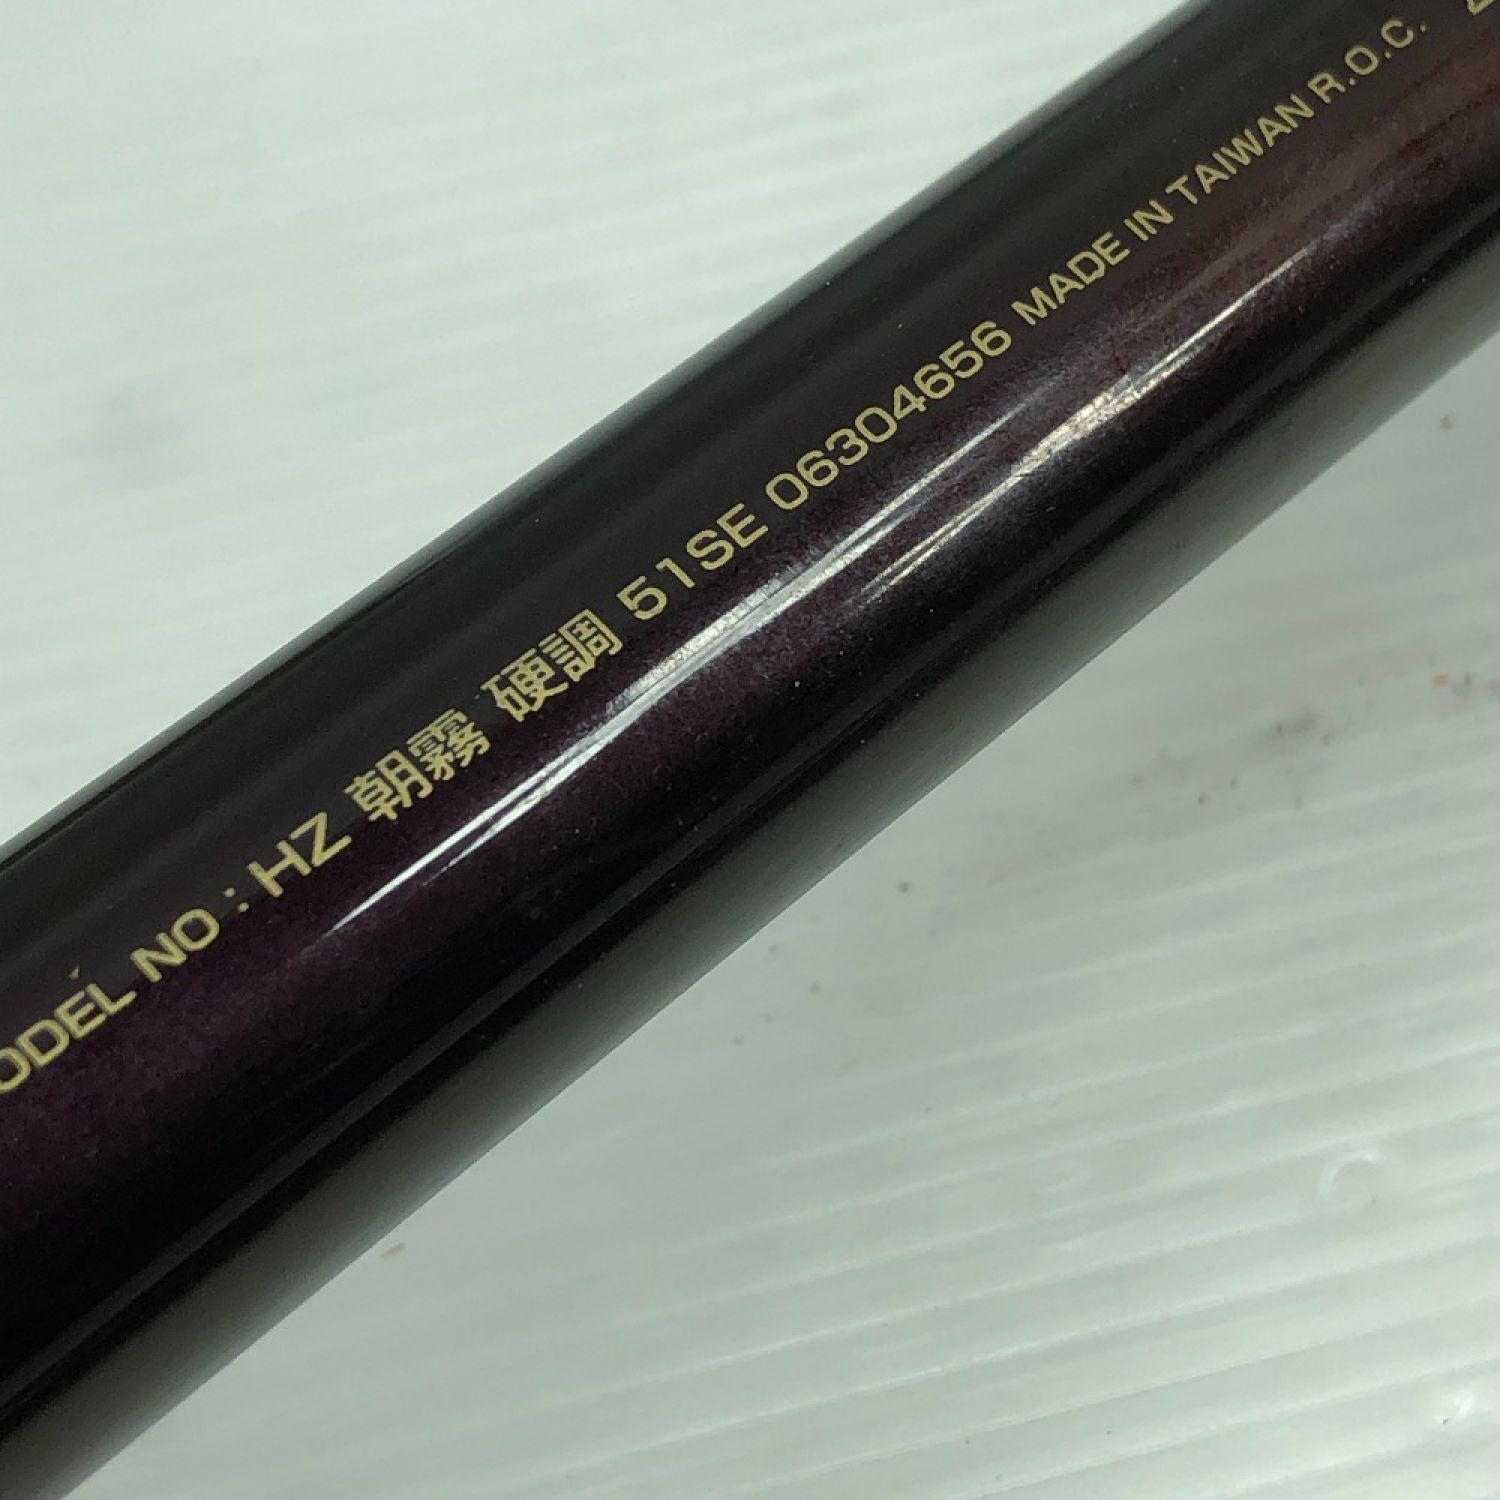 ODEL NO : HZ 朝霧 硬調 51SE 06304656 MADE IN TAIWAN R.O.C.